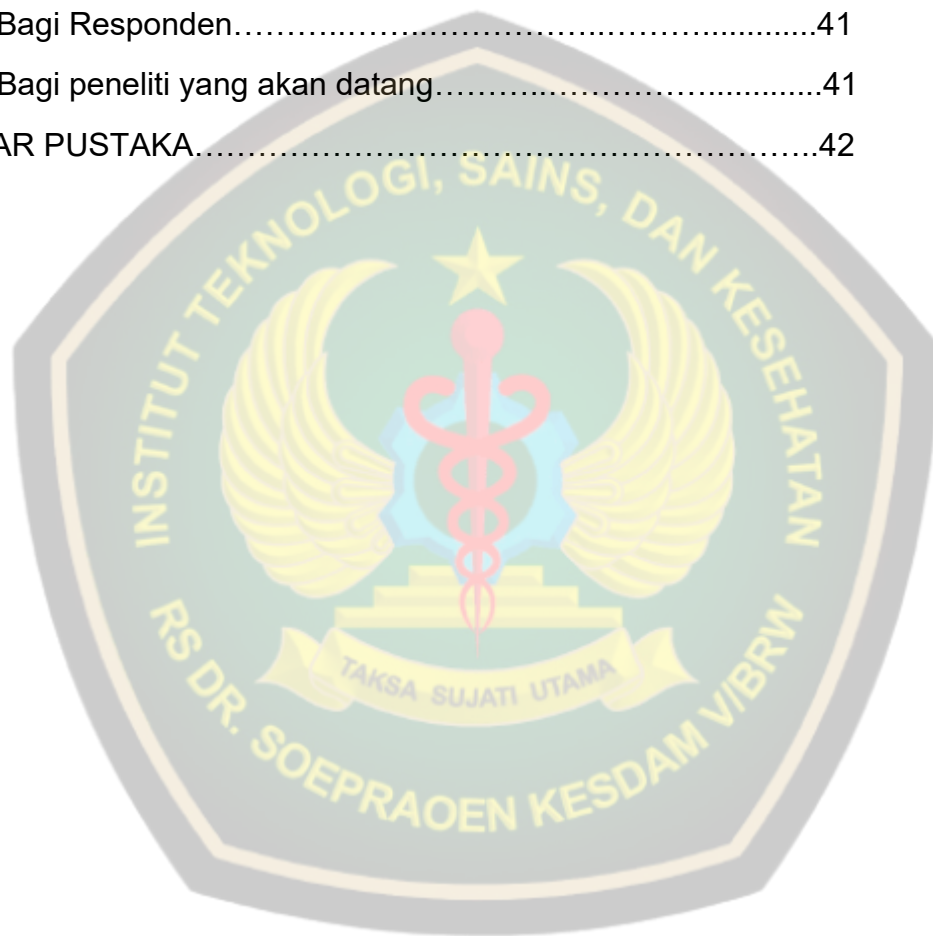 Bagi Responden………..……..……………….………..............41
Bagi peneliti yang akan datang………...…………….............41
AR PUSTAKA………………………………………………………..42
INSTITUT TEKNOLOGI, SAINS, DAN KESEHATAN
TAKSA SUJATI UTAMA
RS DR. SOEPRAOEN KESDAM V/BRW